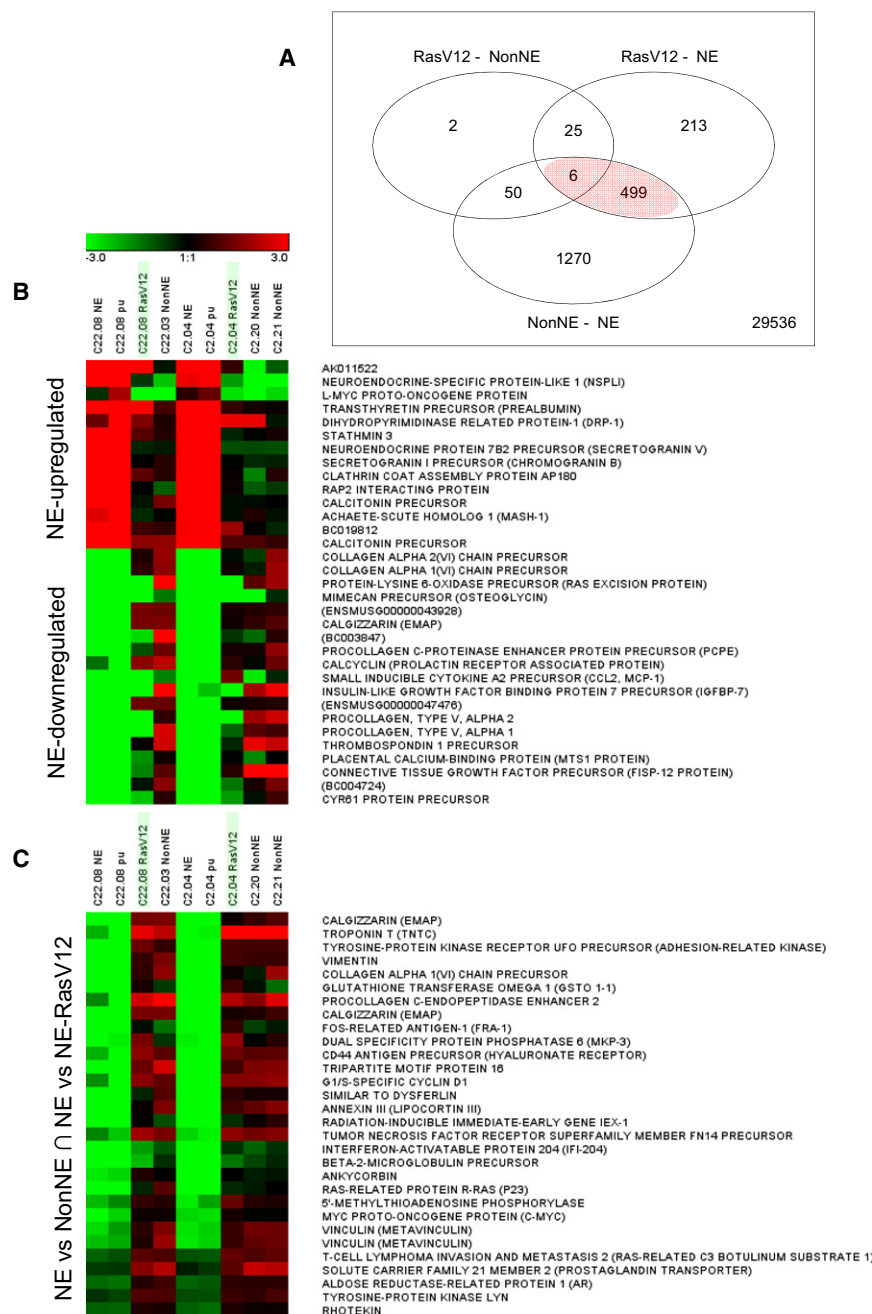 A
RasV12 - NonNE
RasV12 - NE
2
25
213
6
50
499
1270
NonNE - NE
29536
-3.0
1:1
3.0
B
C22.08 NE
C22.08 pu
C22.08 RasV12
C22.03 NonNE
C2.04 NE
C2.04 pu
C2.04 RasV12
C2.20 NonNE
C2.21 NonNE
NE-upregulated
AK011522
NEUROENDOCRINE-SPECIFIC PROTEIN-LIKE 1 (NSPLI)
L-MYC PROTO-ONCOGENE PROTEIN
TRANSTHYRETIN PRECURSOR (PREALBUMIN)
DIHYDROPYRIMIDINASE RELATED PROTEIN-1 (DRP-1)
STATHMIN 3
NEUROENDOCRINE PROTEIN 7B2 PRECURSOR (SECRETOGRANIN V)
SECRETOGRANIN I PRECURSOR (CHROMOGRANIN B)
CLATHRIN COAT ASSEMBLY PROTEIN AP180
RAP2 INTERACTING PROTEIN
CALCITONIN PRECURSOR
ACHAETE-SCUTE HOMOLOG 1 (MASH-1)
BC019812
CALCITONIN PRECURSOR
NE-downregulated
COLLAGEN ALPHA 2(VI) CHAIN PRECURSOR
COLLAGEN ALPHA 1(VI) CHAIN PRECURSOR
PROTEIN-LYSINE 6-OXIDASE PRECURSOR (RAS EXCISION PROTEIN)
MIMECAN PRECURSOR (OSTEOGLYCIN)
(ENSMUSG00000043928)
CALGIZZARIN (EMAP)
(BC003847)
PROCOLLAGEN C-PROTEINASE ENHANCER PROTEIN PRECURSOR (PCPE)
CALCYCLIN (PROLACTIN RECEPTOR ASSOCIATED PROTEIN)
SMALL INDUCIBLE CYTOKINE A2 PRECURSOR (CCL2, MCP-1)
INSULIN-LIKE GROWTH FACTOR BINDING PROTEIN 7 PRECURSOR (IGFBP-7)
(ENSMUSG00000047476)
PROCOLLAGEN, TYPE V, ALPHA 2
PROCOLLAGEN, TYPE V, ALPHA 1
THROMBOSPONDIN 1 PRECURSOR
PLACENTAL CALCIUM-BINDING PROTEIN (MTS1 PROTEIN)
CONNECTIVE TISSUE GROWTH FACTOR PRECURSOR (FISP-12 PROTEIN)
(BC004724)
CYR61 PROTEIN PRECURSOR
C
C22.08 NE
C22.08 pu
C22.08 RasV12
C22.03 NonNE
C2.04 NE
C2.04 pu
C2.04 RasV12
C2.20 NonNE
C2.21 NonNE
NE vs NonNE ∩ NE vs NE-RasV12
CALGIZZARIN (EMAP)
TROPONIN T (TNTC)
TYROSINE-PROTEIN KINASE RECEPTOR UFO PRECURSOR (ADHESION-RELATED KINASE)
VIMENTIN
COLLAGEN ALPHA 1(VI) CHAIN PRECURSOR
GLUTATHIONE TRANSFERASE OMEGA 1 (GSTO 1-1)
PROCOLLAGEN C-ENDOPEPTIDASE ENHANCER 2
CALGIZZARIN (EMAP)
FOS-RELATED ANTIGEN-1 (FRA-1)
DUAL SPECIFICITY PROTEIN PHOSPHATASE 6 (MKP-3)
CD44 ANTIGEN PRECURSOR (HYALURONATE RECEPTOR)
TRIPARTITE MOTIF PROTEIN 16
G1/S-SPECIFIC CYCLIN D1
SIMILAR TO DYSFERLIN
ANNEXIN III (LIPOCORTIN III)
RADIATION-INDUCIBLE IMMEDIATE-EARLY GENE IEX-1
TUMOR NECROSIS FACTOR RECEPTOR SUPERFAMILY MEMBER FN14 PRECURSOR
INTERFERON-ACTIVATABLE PROTEIN 204 (IFI-204)
BETA-2-MICROGLOBULIN PRECURSOR
ANKYCORBIN
RAS-RELATED PROTEIN R-RAS (P23)
5'-METHYLTHIOADENOSINE PHOSPHORYLASE
MYC PROTO-ONCOGENE PROTEIN (C-MYC)
VINCULIN (METAVINCULIN)
VINCULIN (METAVINCULIN)
T-CELL LYMPHOMA INVASION AND METASTASIS 2 (RAS-RELATED C3 BOTULINUM SUBSTRATE 1)
SOLUTE CARRIER FAMILY 21 MEMBER 2 (PROSTAGLANDIN TRANSPORTER)
ALDOSE REDUCTASE-RELATED PROTEIN 1 (AR)
TYROSINE-PROTEIN KINASE LYN
RHOTEKIN